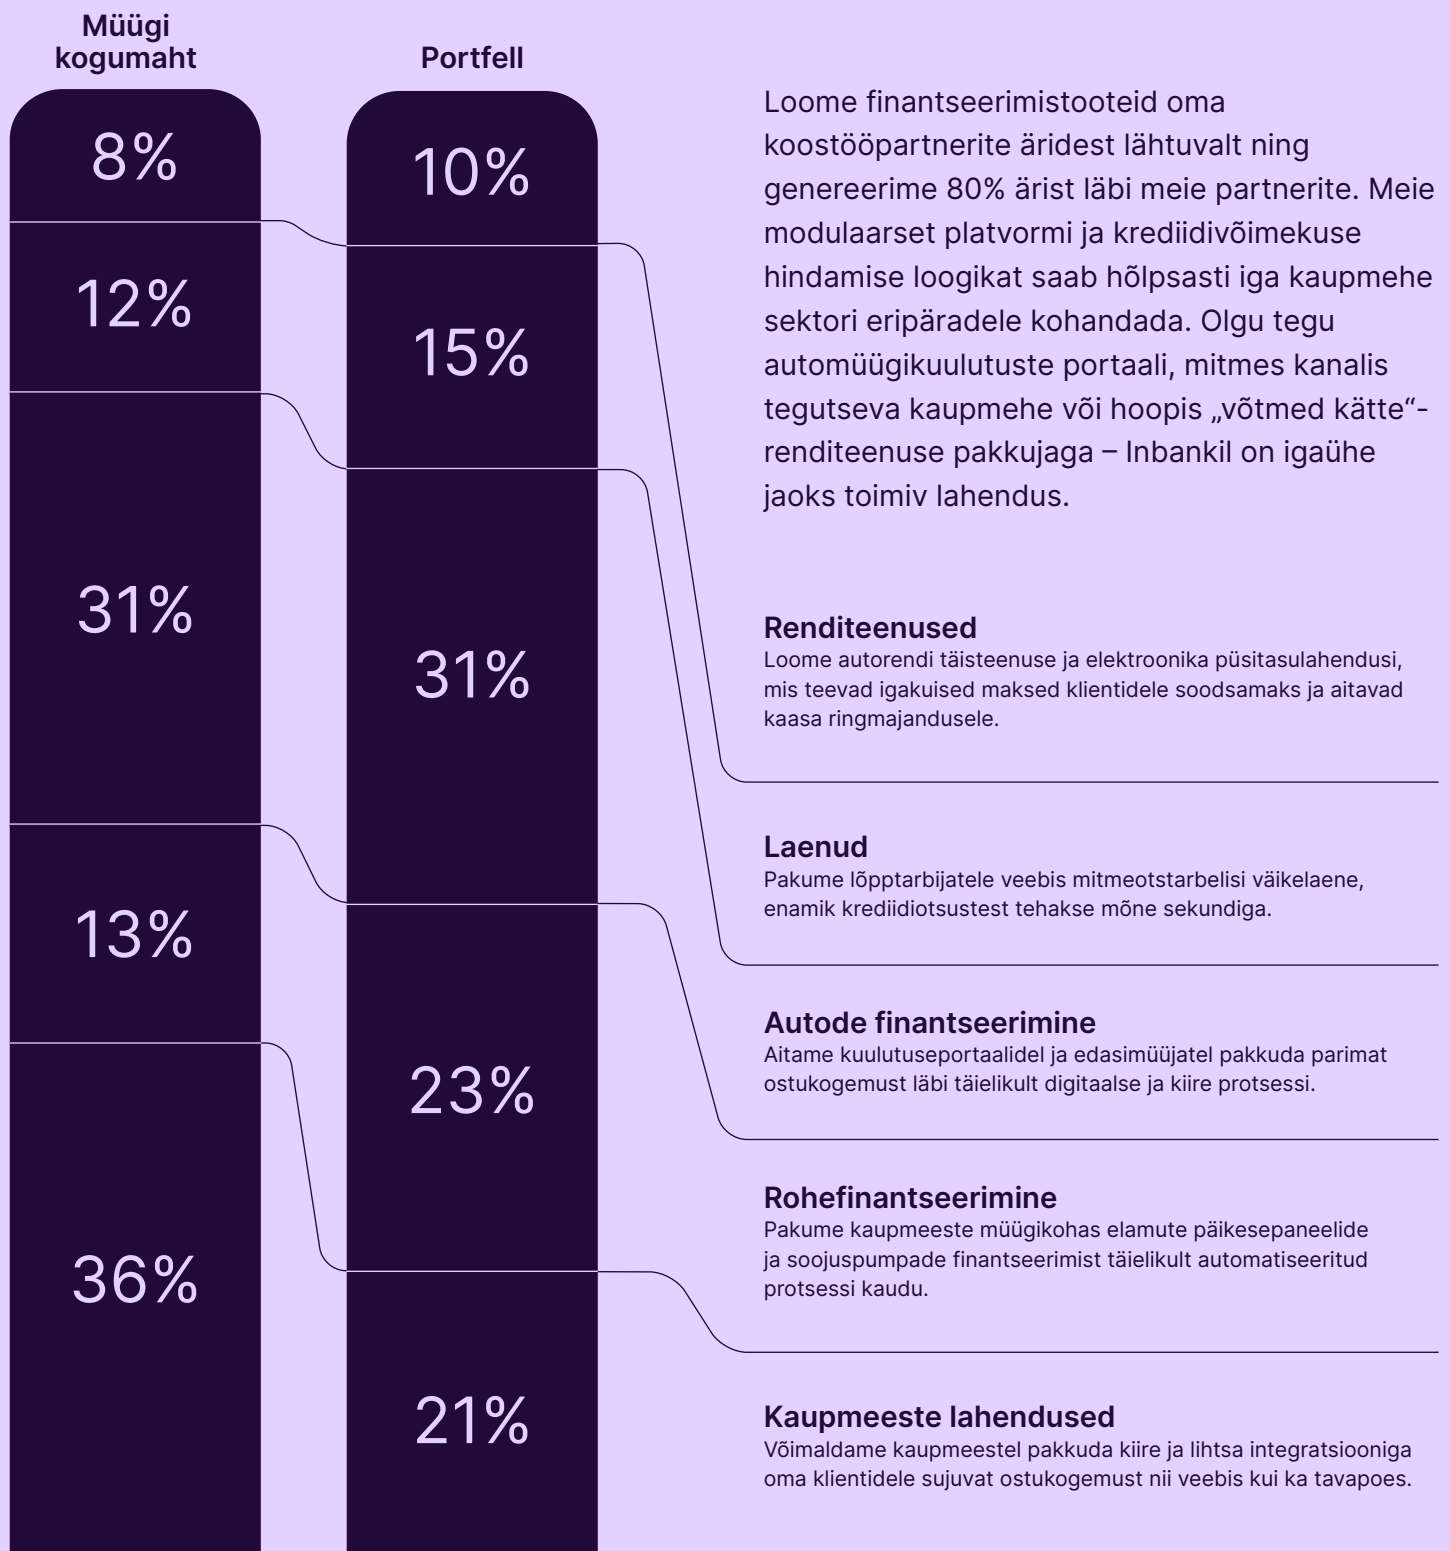 Müügi
kogumaht
8%
12%
31%
13%
36%
Portfell
10%
15%
31%
23%
21%
Loome finantseerimistooteid oma
koostööpartnerite äridest lähtuvalt ning
genereerime 80% ärist läbi meie partnerite. Meie
modulaarset platvormi ja krediidivõimekuse
hindamise loogikat saab hõlpsasti iga kaupmehe
sektori eripäradele kohandada. Olgu tegu
automüügikuulutuste portaali, mitmes kanalis
tegutseva kaupmehe või hoopis „võtmed kätte“-
renditeenuse pakkujaga – Inbankil on igaühe
jaoks toimiv lahendus.
Renditeenused
Loome autorendi täisteenuse ja elektroonika püsitasulahendusi,
mis teevad igakuised maksed klientidele soodsamaks ja aitavad
kaasa ringmajandusele.
Laenud
Pakume lõpptarbijatele veebis mitmeotstarbelisi väikelaene,
enamik krediidiotsustest tehakse mõne sekundiga.
Autode finantseerimine
Aitame kuulutuseportaalidel ja edasimüüjatel pakkuda parimat
ostukogemust läbi täielikult digitaalse ja kiire protsessi.
Rohefinantseerimine
Pakume kaupmeeste müügikohas elamute päikesepaneelide
ja soojuspumpade finantseerimist täielikult automatiseeritud
protsessi kaudu.
Kaupmeeste lahendused
Võimaldame kaupmeestel pakkuda kiire ja lihtsa integratsiooniga
oma klientidele sujuvat ostukogemust nii veebis kui ka tavapoes.